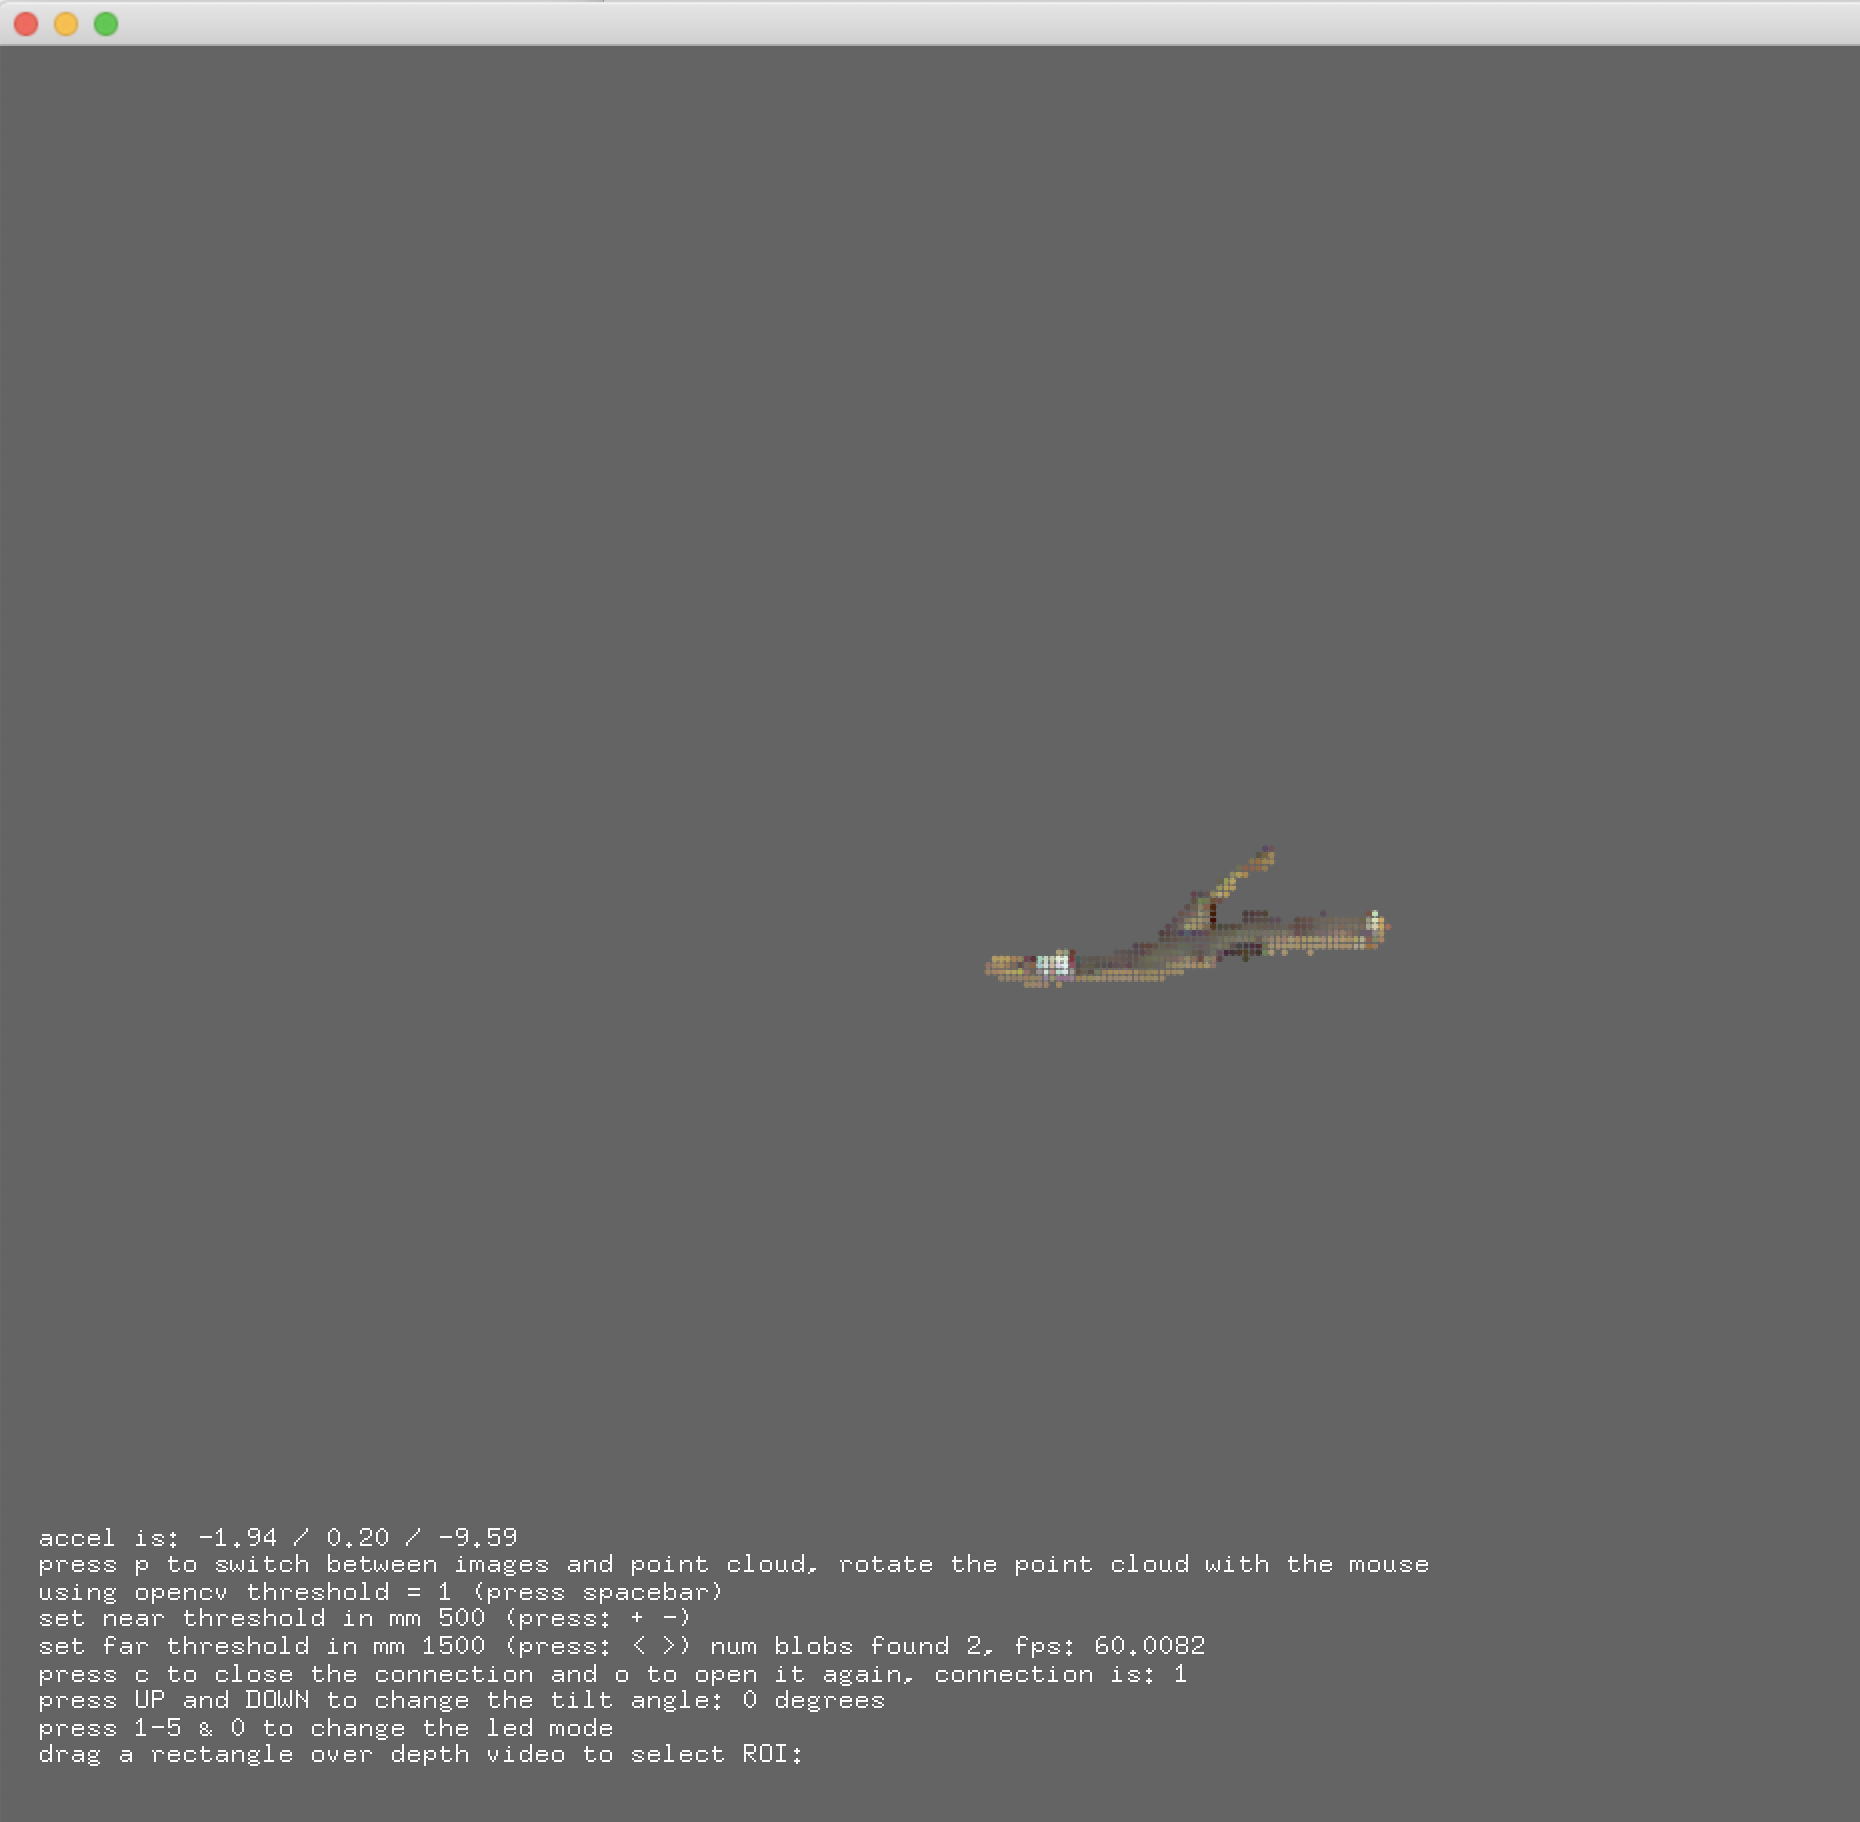 accel is: -1.94 / 0.20 / -9.59
press p to switch between images and point cloud, rotate the point cloud with the mouse
using opencv threshold = 1 (press spacebar)
set near threshold in mm 500 (press: + -)
set far threshold in mm 1500 (press: < >) num blobs found 2, fps: 60.0082
press c to close the connection and o to open it again, connection is: 1
press UP and DOWN to change the tilt angle: 0 degrees
press 1-5 & 0 to change the led mode
drag a rectangle over depth video to select ROI: